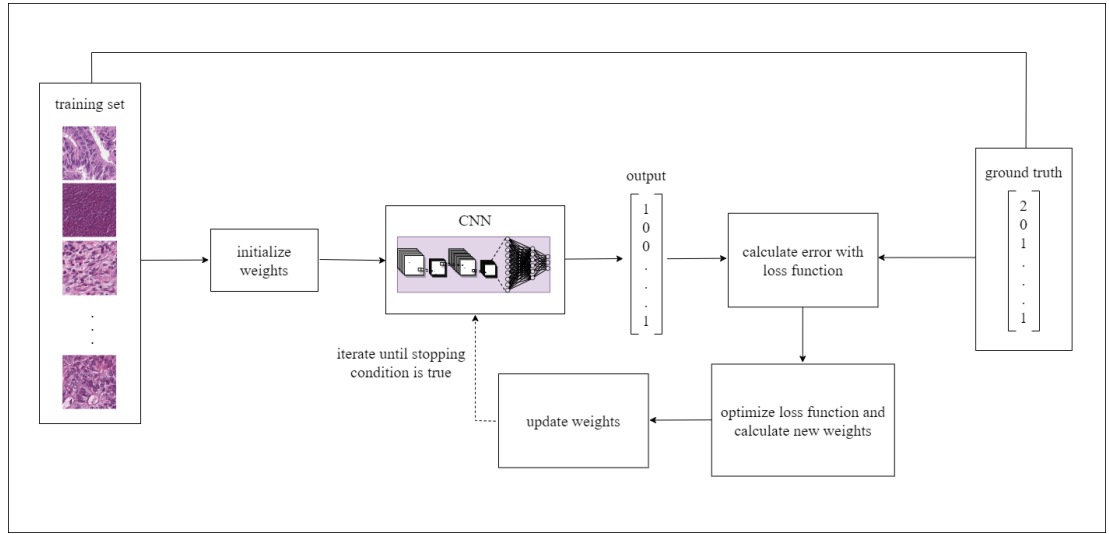 training set
.
.
.
initialize
weights
CNN
output
1
0
0
.
.
.
1
calculate error with
loss function
ground truth
2
0
1
.
.
.
1
iterate until stopping
condition is true
update weights
optimize loss function and
calculate new weights